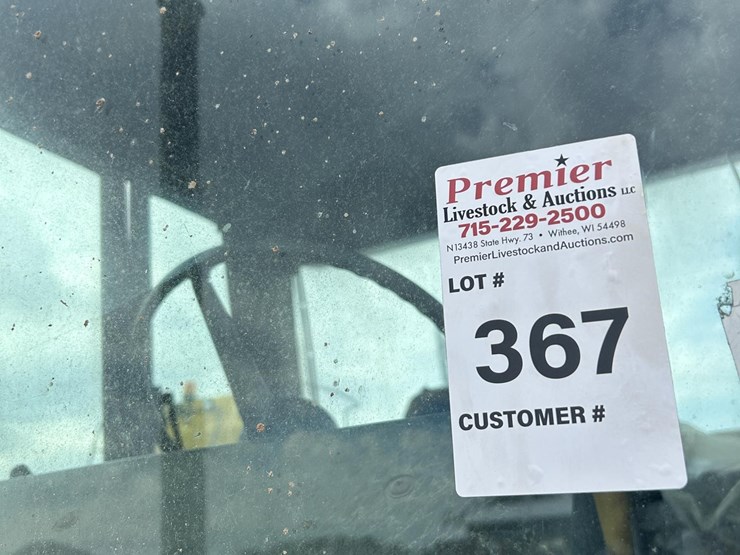 Premier
Livestock & Auctions LLC
715-229-2500
N13438 State Hwy. 73 • Withee, WI 54498
PremierLivestockandAuctions.com
LOT #
367
CUSTOMER #